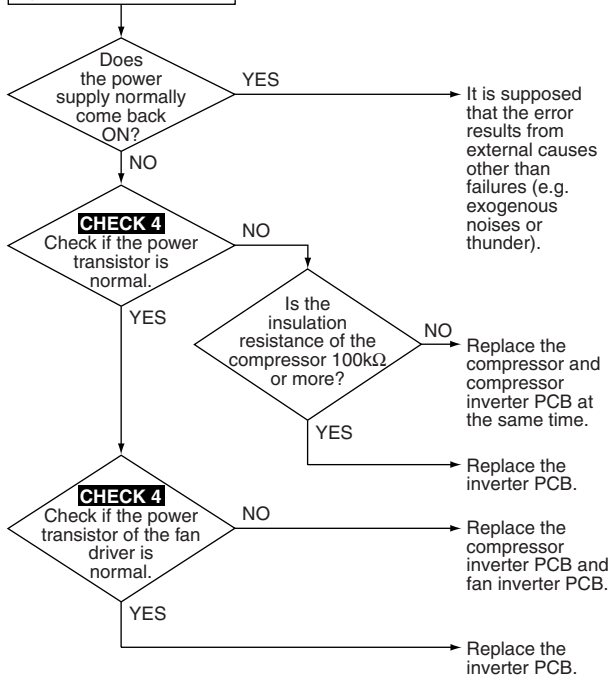 Does
the power
supply normally
come back
ON?
YES
It is supposed
that the error
results from
external causes
other than
failures (e.g.
exogenous
noises or
thunder).
NO
CHECK 4
Check if the power
transistor is
normal.
NO
YES
Is the
insulation
resistance of the
compressor 100kΩ
or more?
NO
Replace the
compressor and
compressor
inverter PCB at
the same time.
YES
Replace the
inverter PCB.
CHECK 4
Check if the power
transistor of the fan
driver is
normal.
NO
Replace the
compressor
inverter PCB and
fan inverter PCB.
YES
Replace the
inverter PCB.